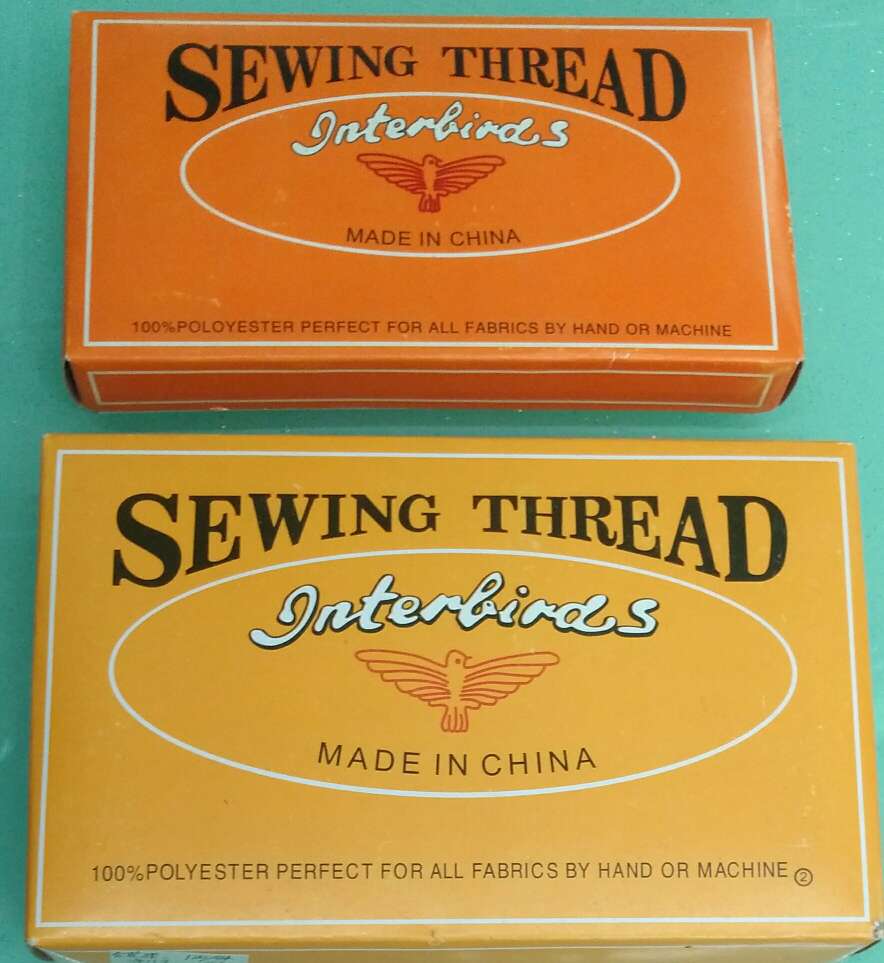 SEWING THREAD
Interbirds
MADE IN CHINA
100%POLOYESTER PERFECT FOR ALL FABRICS BY HAND OR MACHINE
SEWING THREAD
Interbirds
MADE IN CHINA
100%POLYESTER PERFECT FOR ALL FABRICS BY HAND OR MACHINE ②